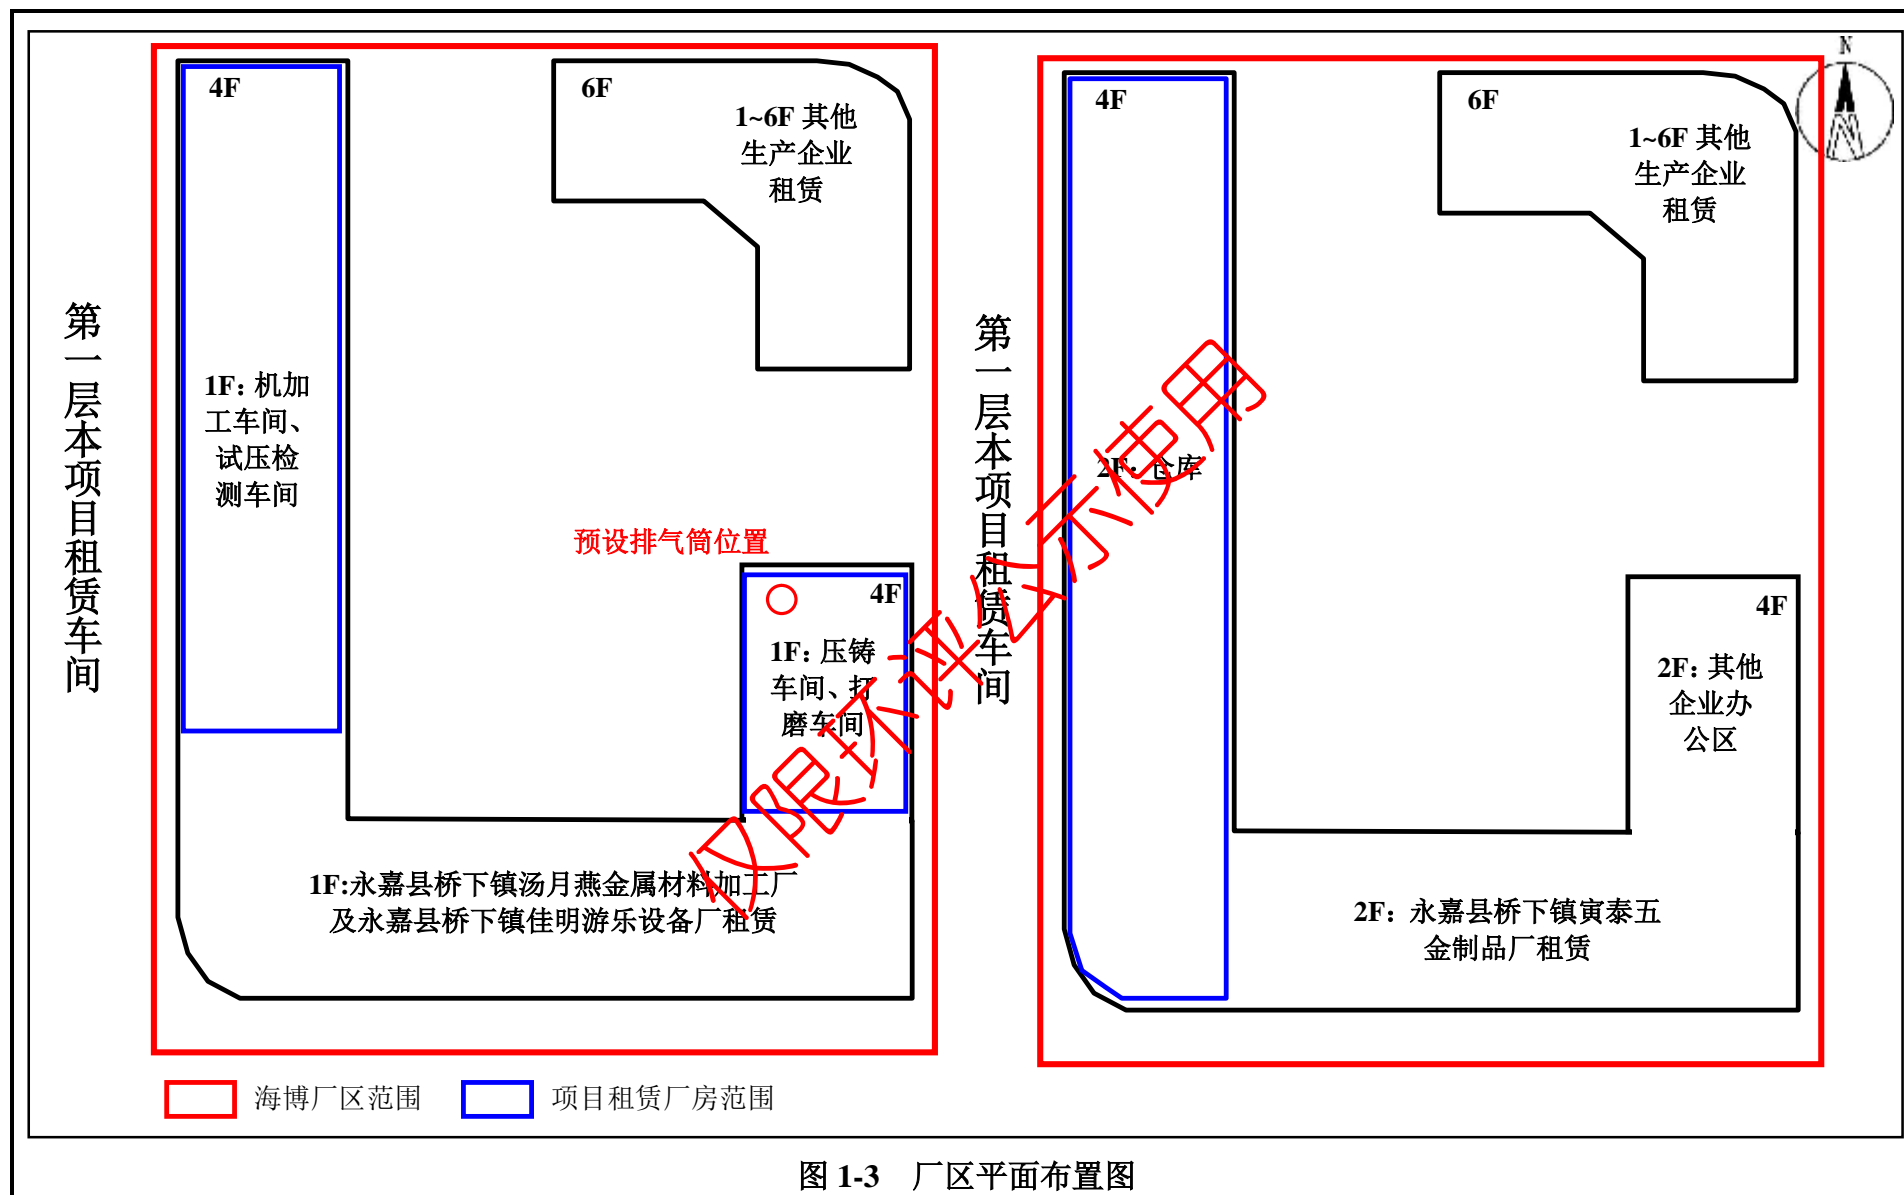 N
第一层本项目租赁车间
4F
6F
1~6F 其他
生产企业
租赁
1F：机加
工车间、
试压检
测车间
预设排气筒位置
4F
1F：压铸
车间、打
磨车间
1F:永嘉县桥下镇汤月燕金属材料加工厂
及永嘉县桥下镇佳明游乐设备厂租赁
第一层本项目租赁车间
4F
6F
1~6F 其他
生产企业
租赁
2F：仓库
4F
2F：其他
企业办
公区
2F：永嘉县桥下镇寅泰五
金制品厂租赁
仅限环评公示使用
海博厂区范围
项目租赁厂房范围
图 1-3 厂区平面布置图